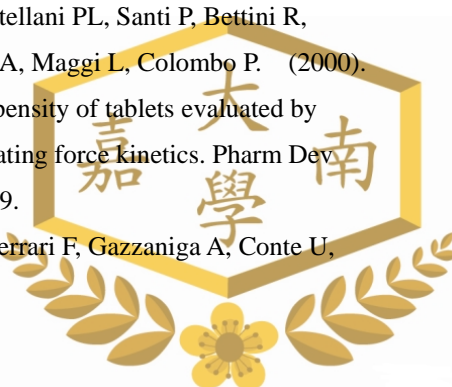 tellani PL, Santi P, Bettini R,
A, Maggi L, Colombo P. (2000).
pensity of tablets evaluated by
ating force kinetics. Pharm Dev
9.
errari F, Gazzaniga A, Conte U,
大
嘉 南
學